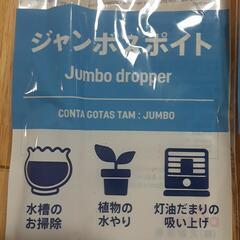 ジャンボスポイト
Jumbo dropper
CONTA GOTAS TAM : JUMBO
水槽の
お掃除
植物の
水やり
灯油だまりの
吸い上げ